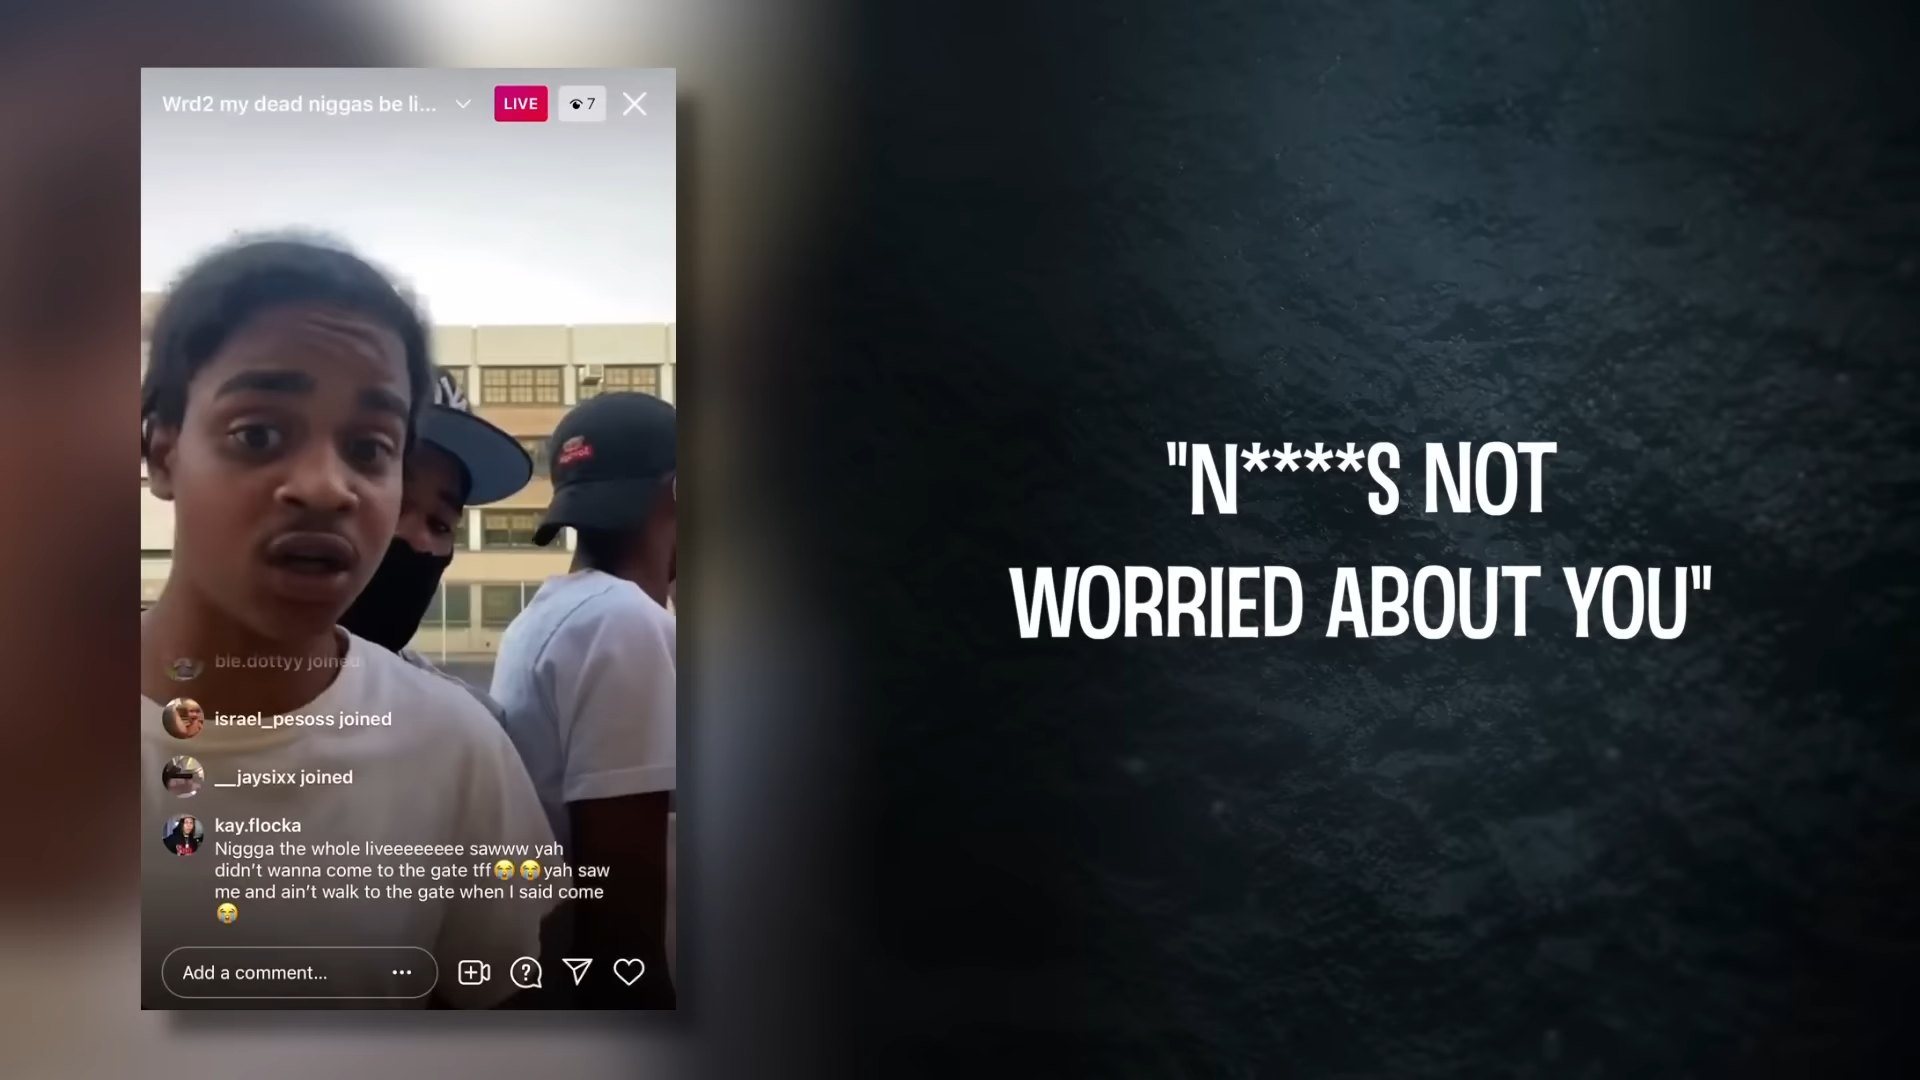 Wrd2 my dead niggas be li...
LIVE
7
ble.dottyy joined
israel_pesoss joined
__jaysixx joined
kay.flocka
Niggga the whole liveeeeeeee sawww yah
didn't wanna come to the gate tff😭😭yah saw
me and ain't walk to the gate when I said come
😭
Add a comment...
"N****S NOT
WORRIED ABOUT YOU"